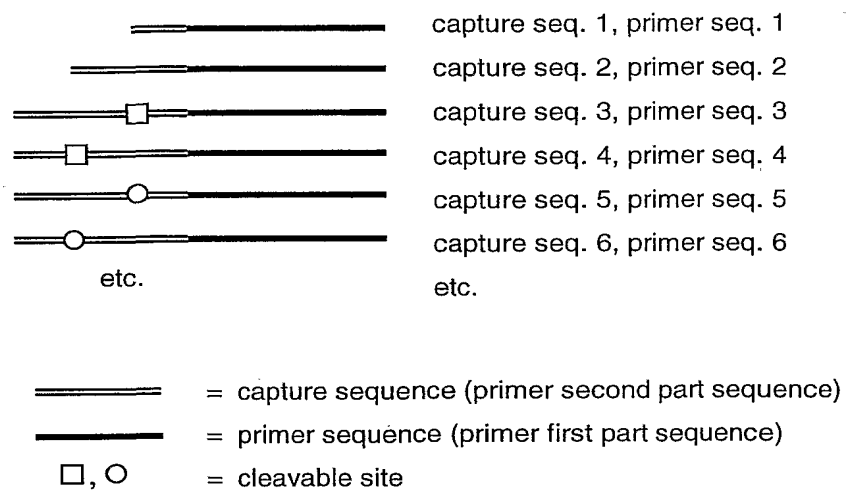 capture seq. 1, primer seq. 1
capture seq. 2, primer seq. 2
capture seq. 3, primer seq. 3
capture seq. 4, primer seq. 4
capture seq. 5, primer seq. 5
capture seq. 6, primer seq. 6
etc. etc.
= capture sequence (primer second part sequence)
= primer sequence (primer first part sequence)
, = cleavable site